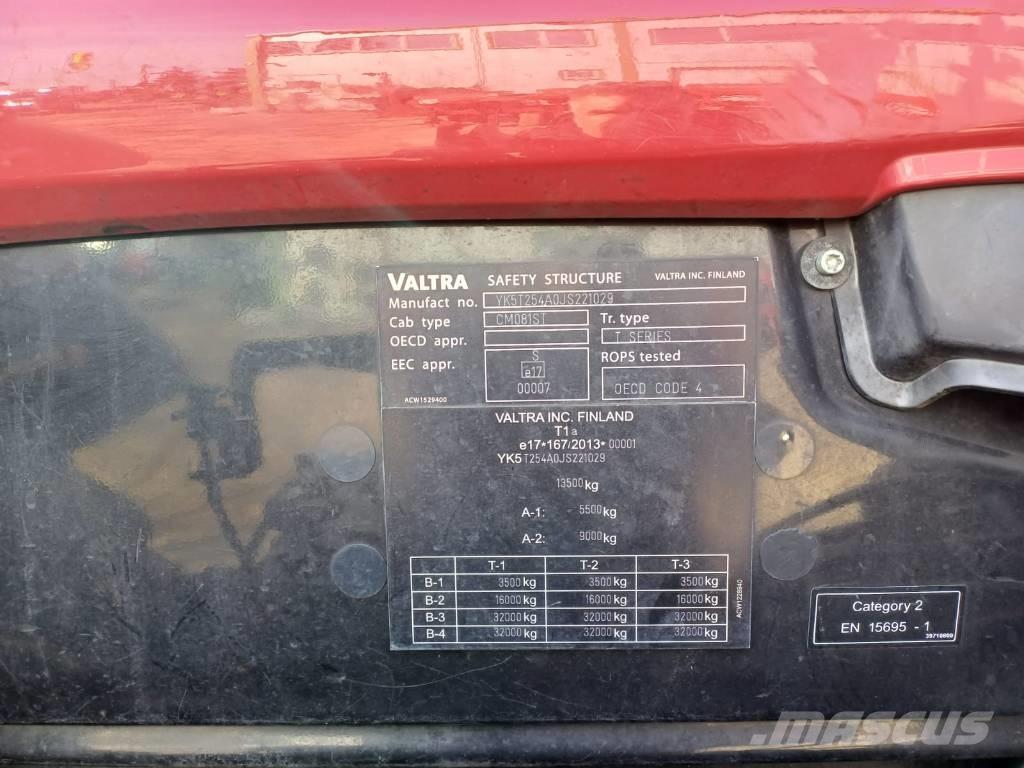 VALTRA SAFETY STRUCTURE VALTRA INC. FINLAND
Manufact no. YK5T254A0JS221029
Cab type CM081ST Tr. type
OECD appr. T SERIES
EEC appr. S ROPS tested
e17
00007 OECD CODE 4
ACW1529400
VALTRA INC. FINLAND
T1a
e17*167/2013*00001
YK5T254A0JS221029
13500kg
A-1: 5500kg
A-2: 9000kg
T-1 T-2 T-3
B-1 3500kg 3500kg 3500kg
B-2 16000kg 16000kg 16000kg
B-3 32000kg 32000kg 32000kg
B-4 32000kg 32000kg 32000kg
Category 2
EN 15695 - 1
MASCUS